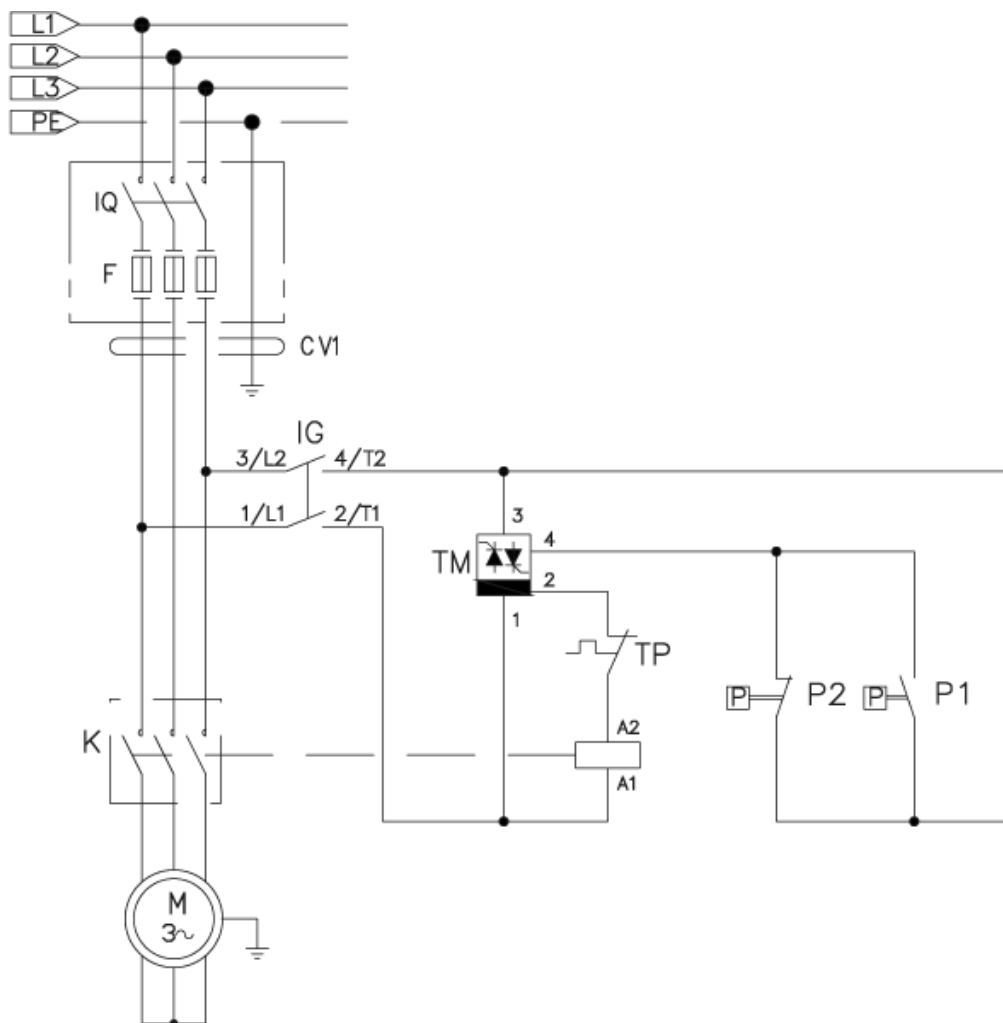 L1
L2
L3
PE
IQ
F
CV1
IG
3/L2 4/T2
1/L1 2/T1
3
4
TM
2
1
TP
P P2 P P1
A2
K
A1
M
3~